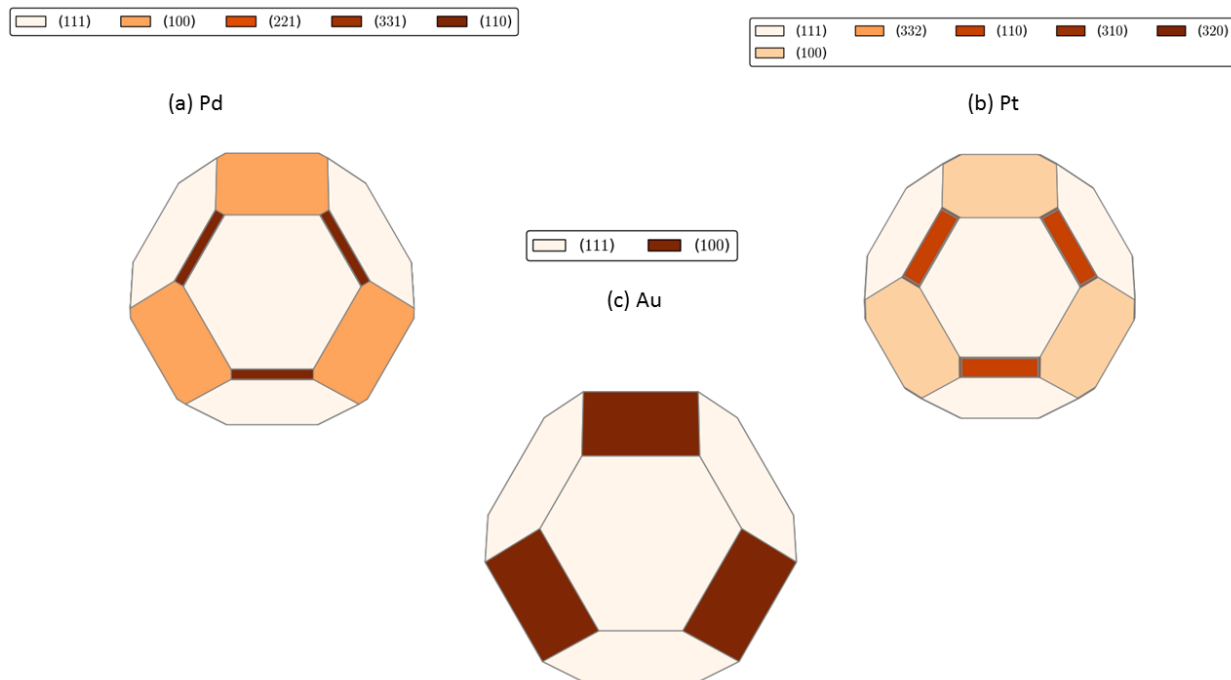 (111) (100) (221) (331) (110)
(111) (332) (110) (310) (320)
(100)
(a) Pd
(b) Pt
(111) (100)
(c) Au